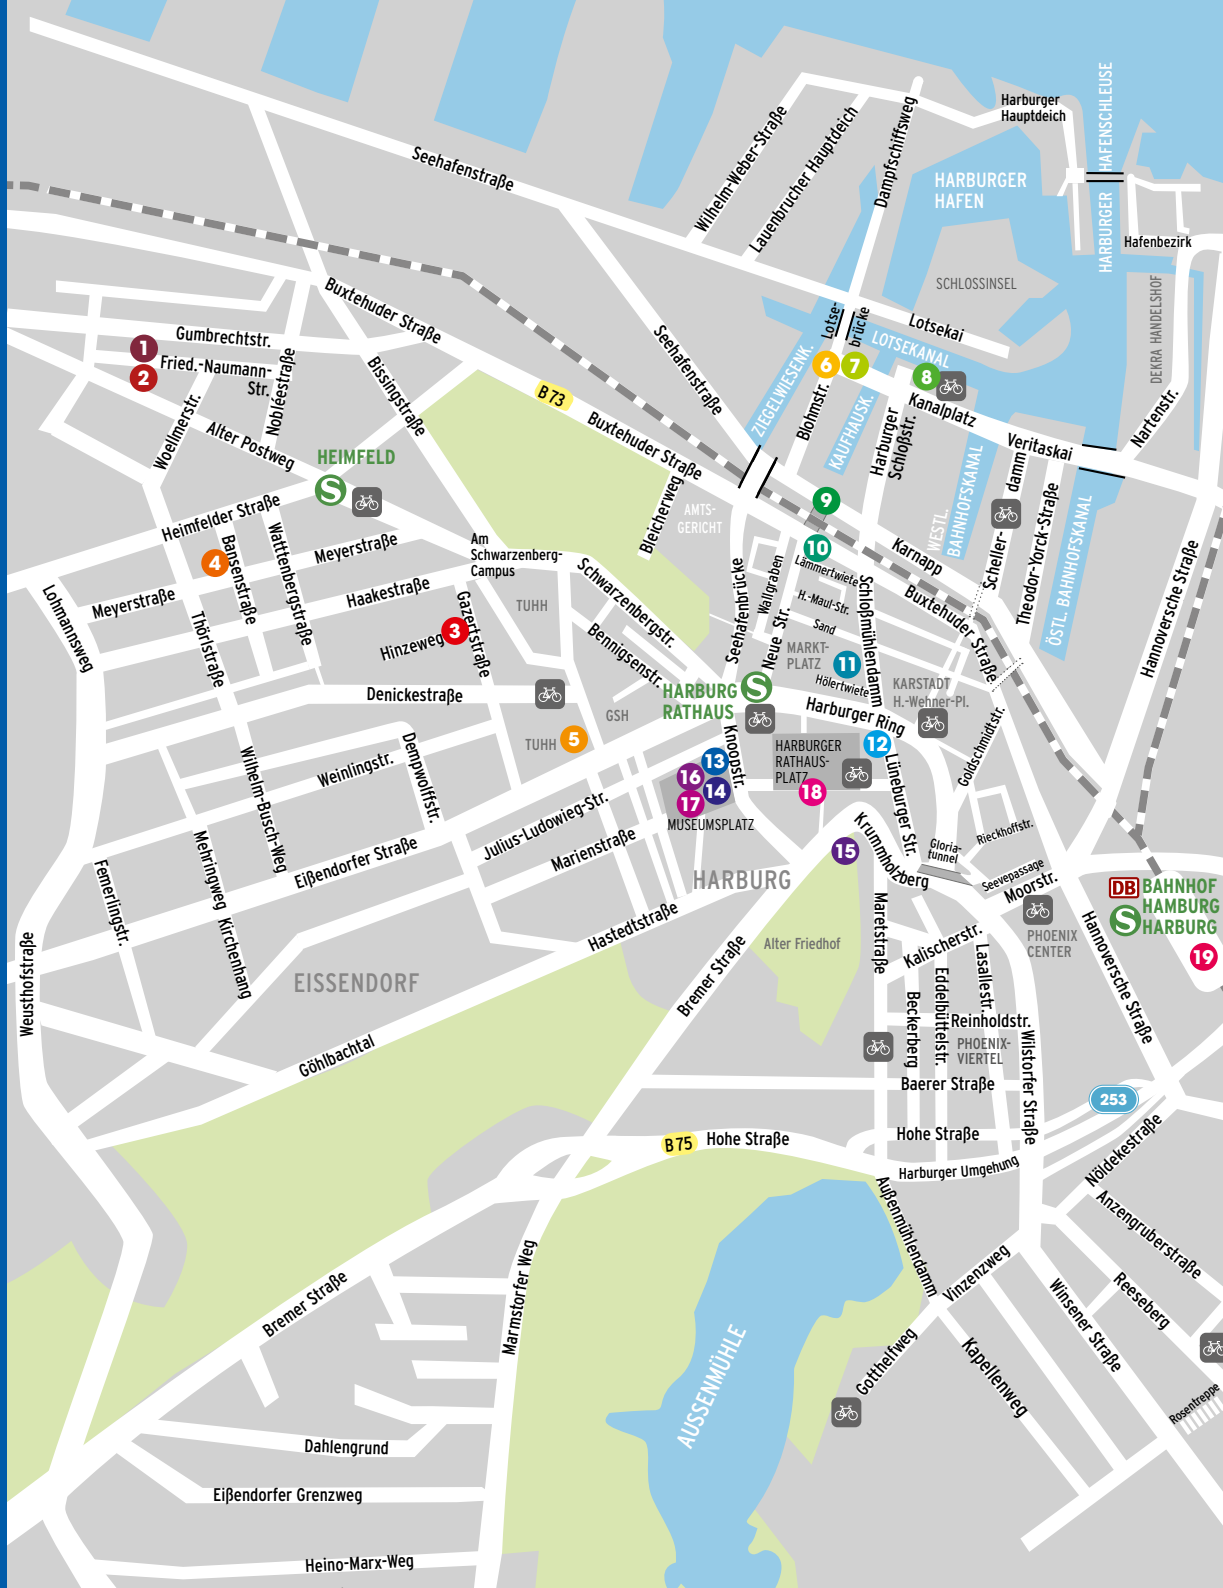 Seehafenstraße
Wilhelm-Weber-Straße
Lauenbrucher Hauptdeich
Dampfschiffsweg
Harburger
Hauptdeich
HARBURGER HAFENSCHLEUSE
HARBURGER
HAFEN
Hafenbezirk
SCHLOSSINSEL
DEKRA HANDELSHOF
Buxtehuder Straße
Gumbrechtstr.
1
2
Fried.-Naumann-
Str.
Nobléestraße
Woellmerstr.
Alter Postweg
Bissingstraße
HEIMFELD
S
Seehafenstraße
B 73
Buxtehuder Straße
Lotse-
brücke
Lotsekai
LOTSEKANAL
ZIEGELWIESENK.
6
7
8
Blohmstr.
KAUFHAUSK.
Harburger
Schloßstr.
Kanalplatz
Veritaskai
Nartenstr.
WESTL.
BAHNHOFSKANAL
Scheller-
damm
Theodor-Yorck-Straße
ÖSTL. BAHNHOFSKANAL
Hannoversche Straße
Bleicherweg
AMTS-
GERICHT
9
10
Karnapp
Buxtehuder Straße
Heimfelder Straße
4
Bansenstraße
Watttenbergstraße
Meyerstraße
Meyerstraße
Lohmannsweg
Thörlstraße
Haakestraße
Hinzeweg
3
Gazertstraße
Am
Schwarzenberg-
Campus
TUHH
Schwarzenbergstr.
Bennigsenstr.
Seehafenbrücke
Wallgraben
Neue Str.
Lämmertwiete
H.-Maul-Str.
Sand
Schloßmühlendamm
MARKT-
PLATZ
11
Hölertwiete
KARSTADT
H.-Wehner-Pl.
HARBURG
RATHAUS
S
Denickestraße
GSH
TUHH
5
Harburger Ring
12
Goldschmidtstr.
Knoopstr.
HARBURGER
RATHAUS-
PLATZ
18
13
16
14
17
MUSEUMSPLATZ
Lüneburger Str.
Weinlingstr.
Dempwolffstr.
Wilhelm-Busch-Weg
Julius-Ludowieg-Str.
Marienstraße
Eißendorfer Straße
Mehringweg
Kirchenhang
Femerlingstr.
Weusthofstraße
HARBURG
15
Krummholzberg
Gloria-
tunnel
Rieckhoffstr.
Seevepassage
Moorstr.
DB BAHNHOF
HAMBURG
S HARBURG
19
PHOENIX
CENTER
Hannoversche Straße
Hastedtstraße
Bremer Straße
Alter Friedhof
Maretstraße
Kalischerstr.
Lasallestr.
Eddelbüttelstr.
Beckerberg
Reinholdstr.
PHOENIX-
VIERTEL
Wilstorfer Straße
Baerer Straße
EISSENDORF
Göhlbachtal
253
B 75
Hohe Straße
Hohe Straße
Harburger Umgehung
Nöldekestraße
Anzengruberstraße
Reeseberg
Außenmühlendamm
Vinzenzweg
Winsener Straße
Gotthelfweg
Kapellenweg
Rosentreppe
Bremer Straße
Marmstorfer Weg
AUSSENMÜHLE
Dahlengrund
Eißendorfer Grenzweg
Heino-Marx-Weg